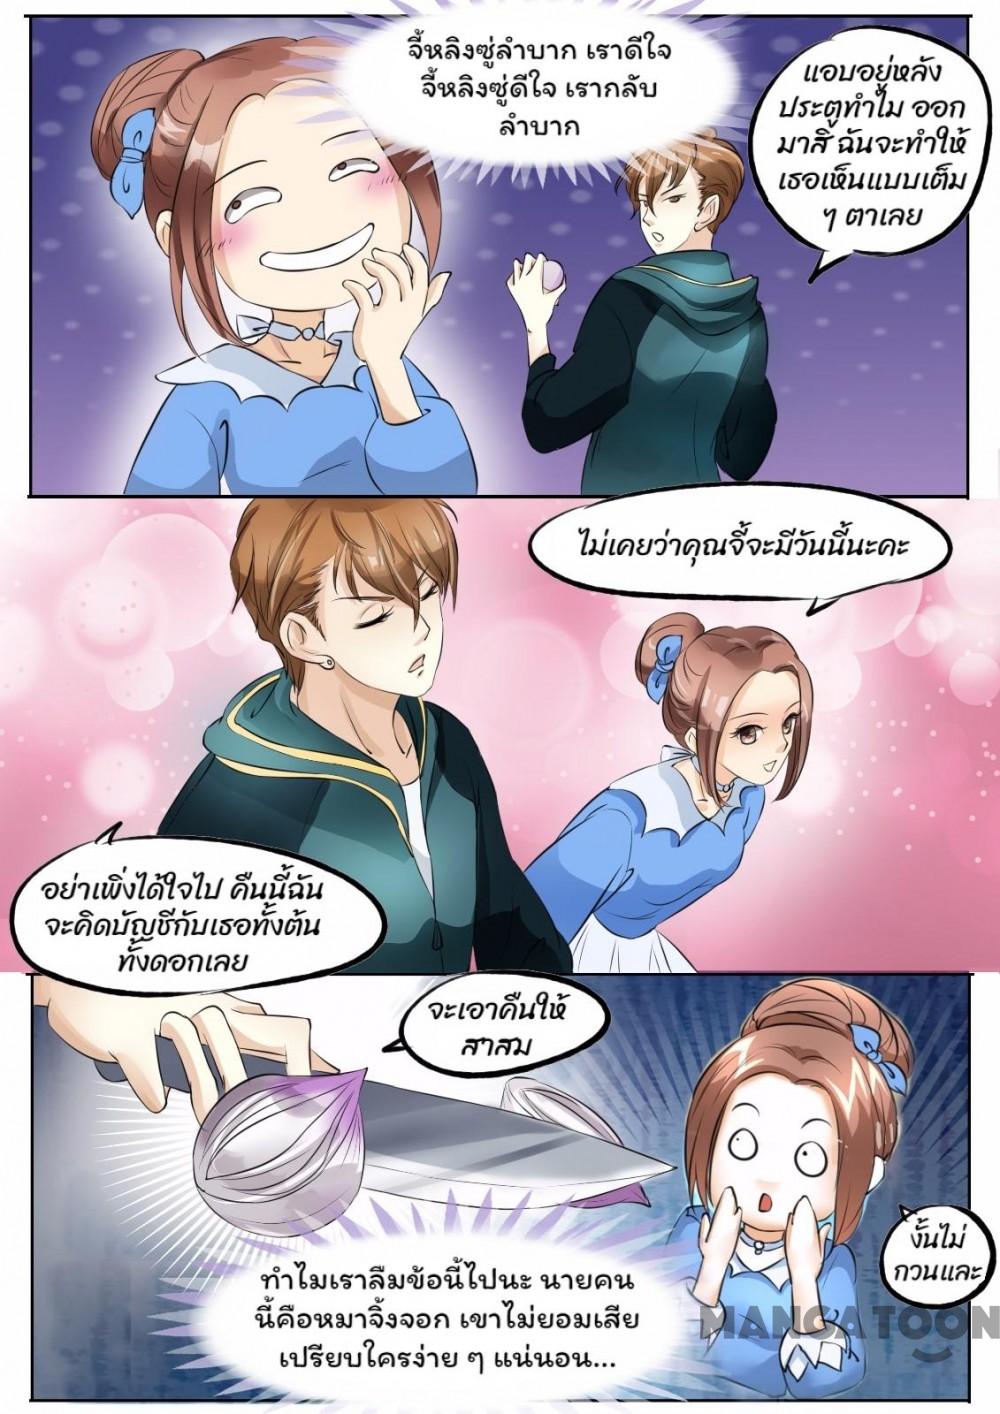 จี้หลิงซู่ลำบาก เราดีใจ
จี้หลิงซู่ดีใจ เรากลับ
ลำบาก
แอบอยู่หลัง
ประตูทำไม ออก
มาสิ ฉันจะทำให้
เธอเห็นแบบเต็ม
ๆ ตาเลย
ไม่เคยว่าคุณจี้จะมีวันนี้นะคะ
อย่าเพิ่งได้ใจไป คืนนี้ฉัน
จะคิดบัญชีกับเธอทั้งต้น
ทั้งดอกเลย
จะเอาคืนให้
สาสม
งั้นไม่
กวนและ
ทำไมเราลืมข้อนี้ไปนะ นายคน
นี้คือหมาจิ้งจอก เขาไม่ยอมเสีย
เปรียบใครง่าย ๆ แน่นอน...
MANGATOON